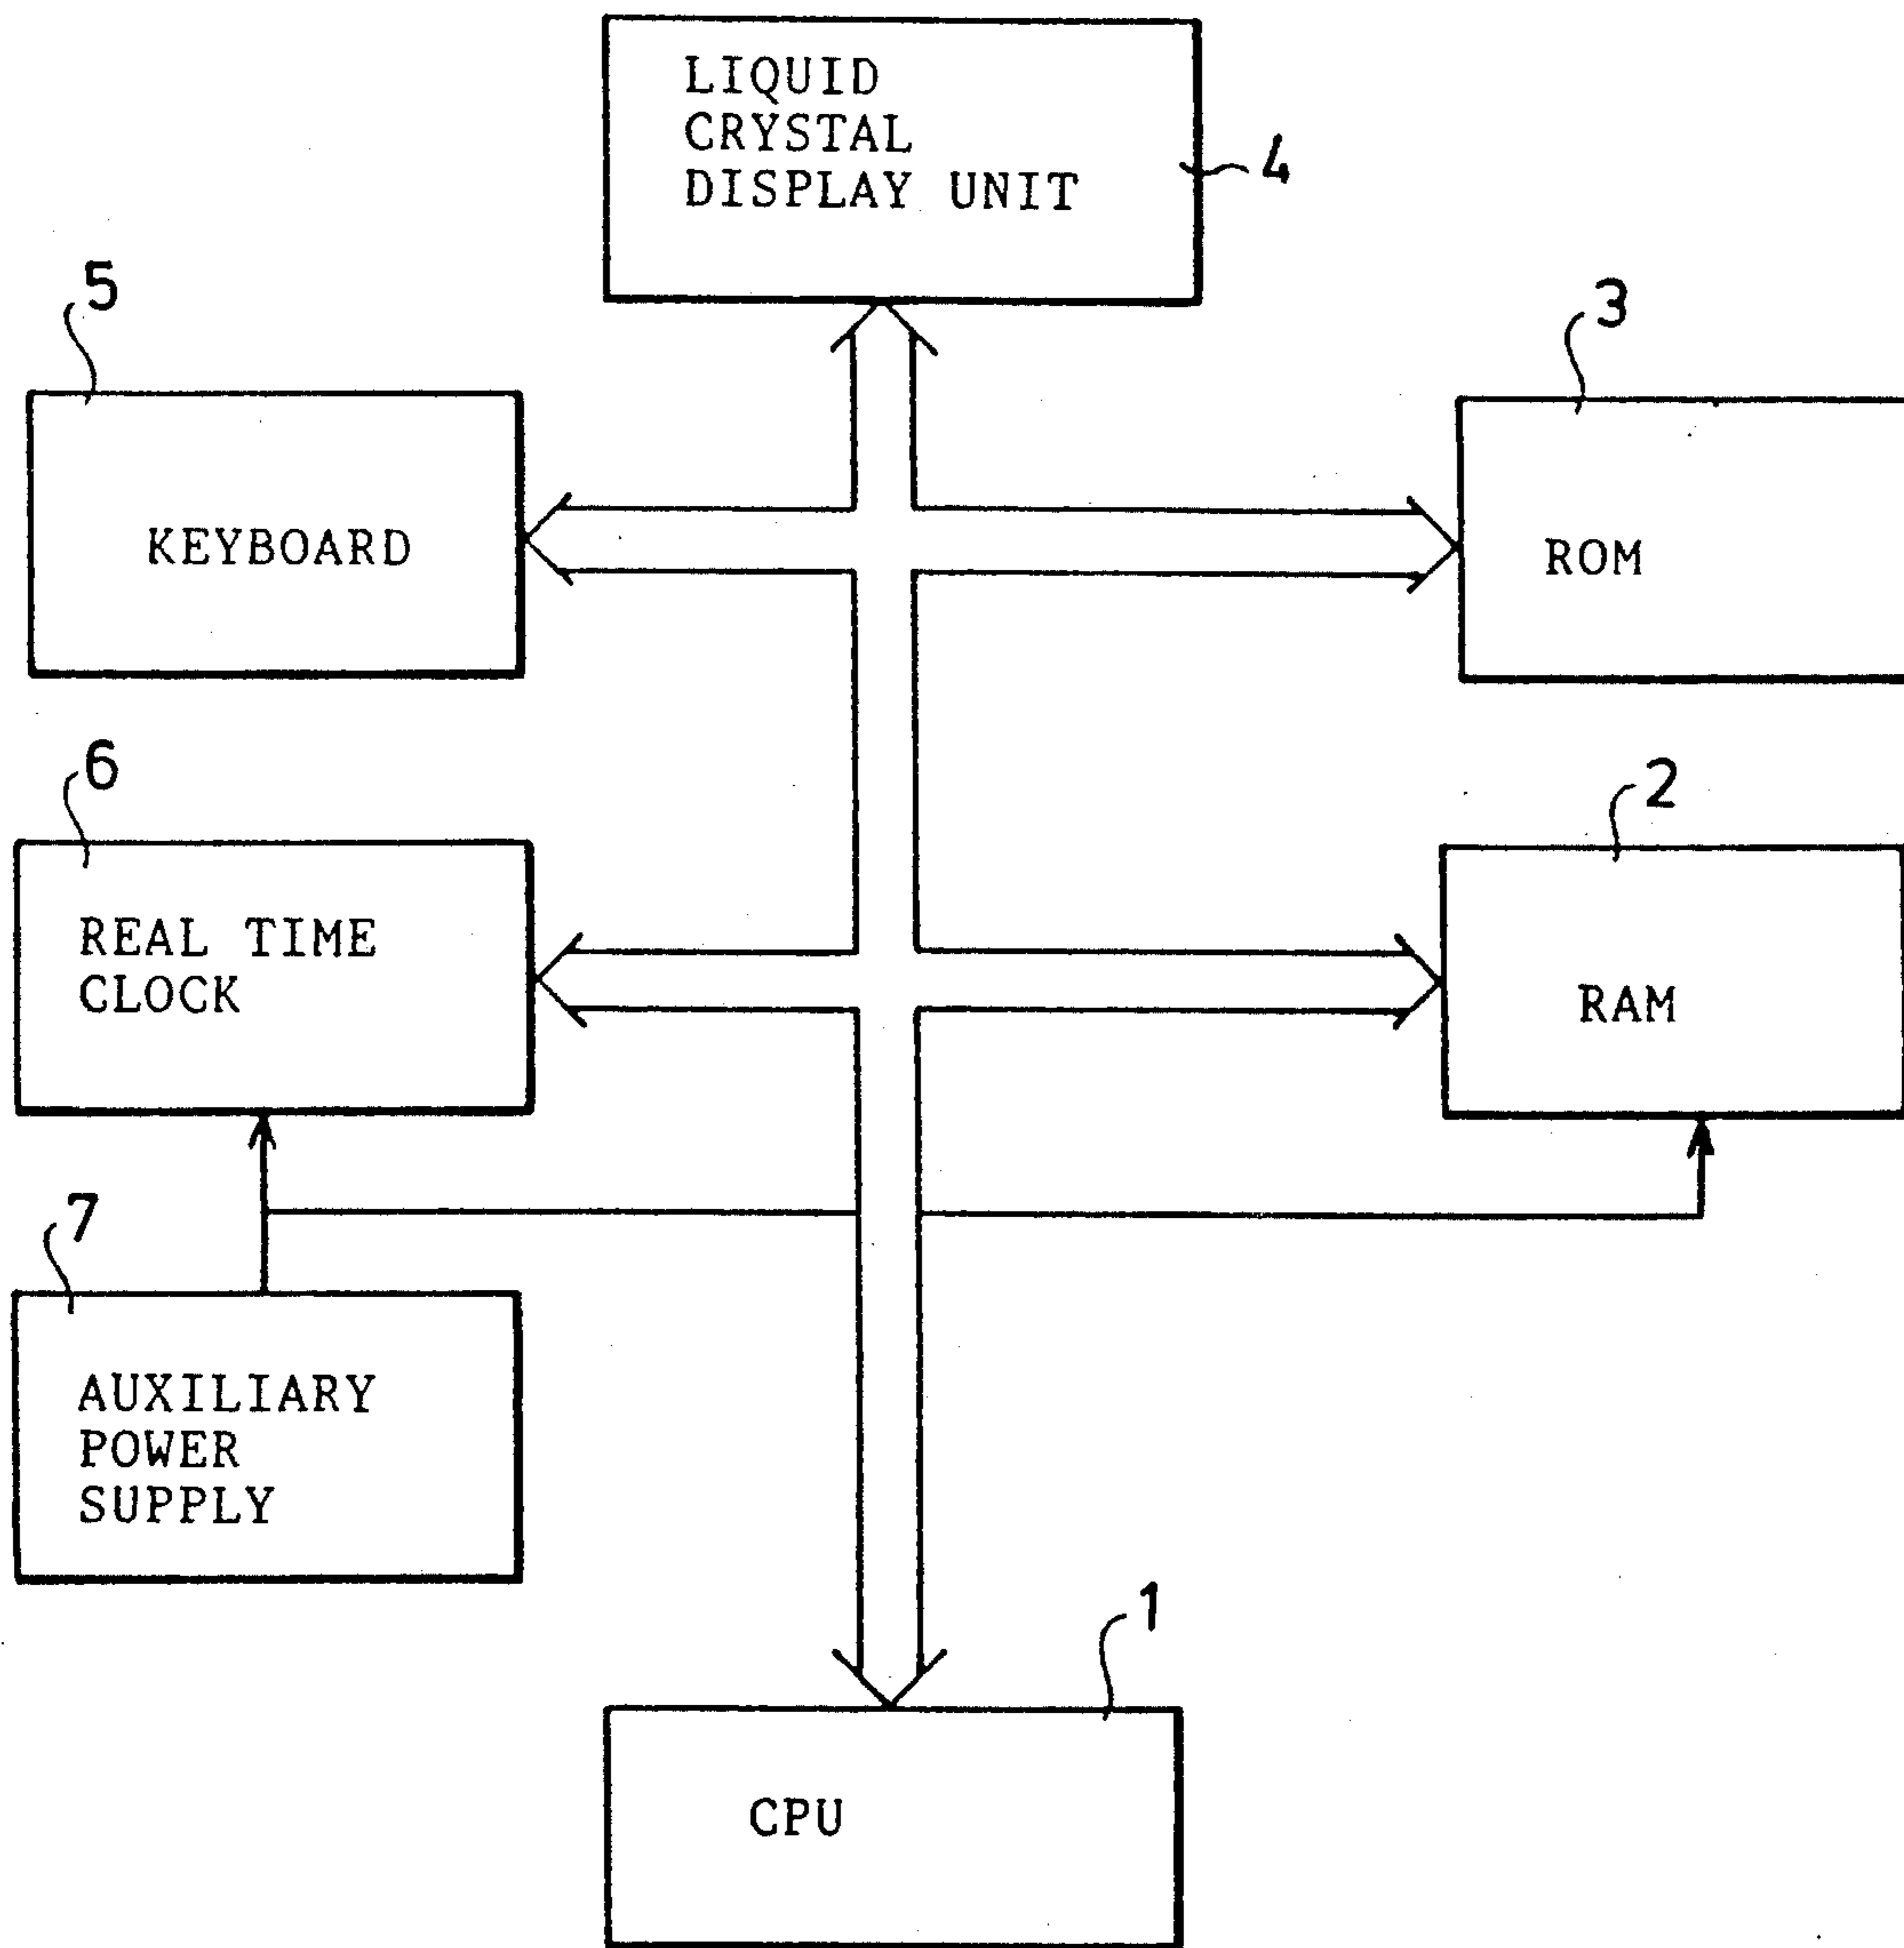 LIQUID
CRYSTAL
DISPLAY UNIT
4
5
KEYBOARD
3
ROM
6
REAL TIME
CLOCK
2
RAM
7
AUXILIARY
POWER
SUPPLY
1
CPU